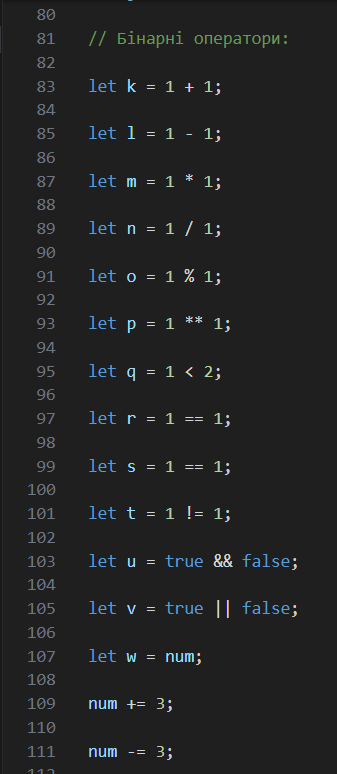 80
81 // Бінарні оператори:
82
83 let k = 1 + 1;
84
85 let l = 1 - 1;
86
87 let m = 1 * 1;
88
89 let n = 1 / 1;
90
91 let o = 1 % 1;
92
93 let p = 1 ** 1;
94
95 let q = 1 < 2;
96
97 let r = 1 == 1;
98
99 let s = 1 == 1;
100
101 let t = 1 != 1;
102
103 let u = true && false;
104
105 let v = true || false;
106
107 let w = num;
108
109 num += 3;
110
111 num -= 3;
112